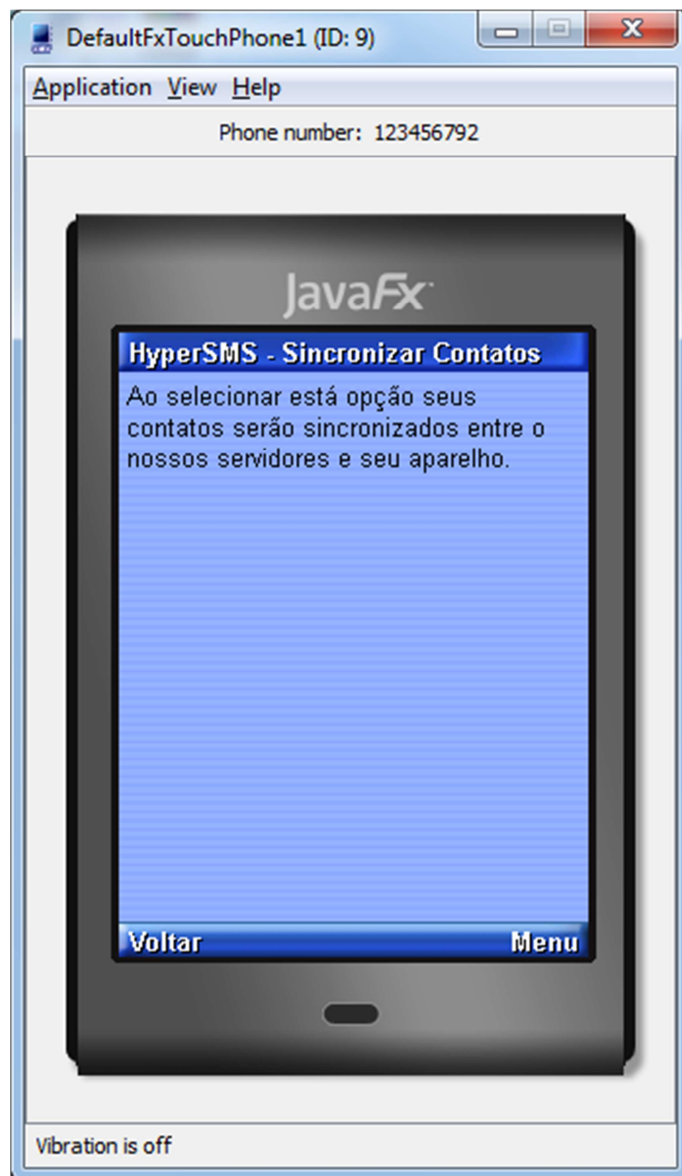 DefaultFxTouchPhone1 (ID: 9)
Application View Help
Phone number: 123456792
JavaFx
HyperSMS - Sincronizar Contatos
Ao selecionar está opção seus
contatos serão sincronizados entre o
nossos servidores e seu aparelho.
Voltar Menu
Vibration is off